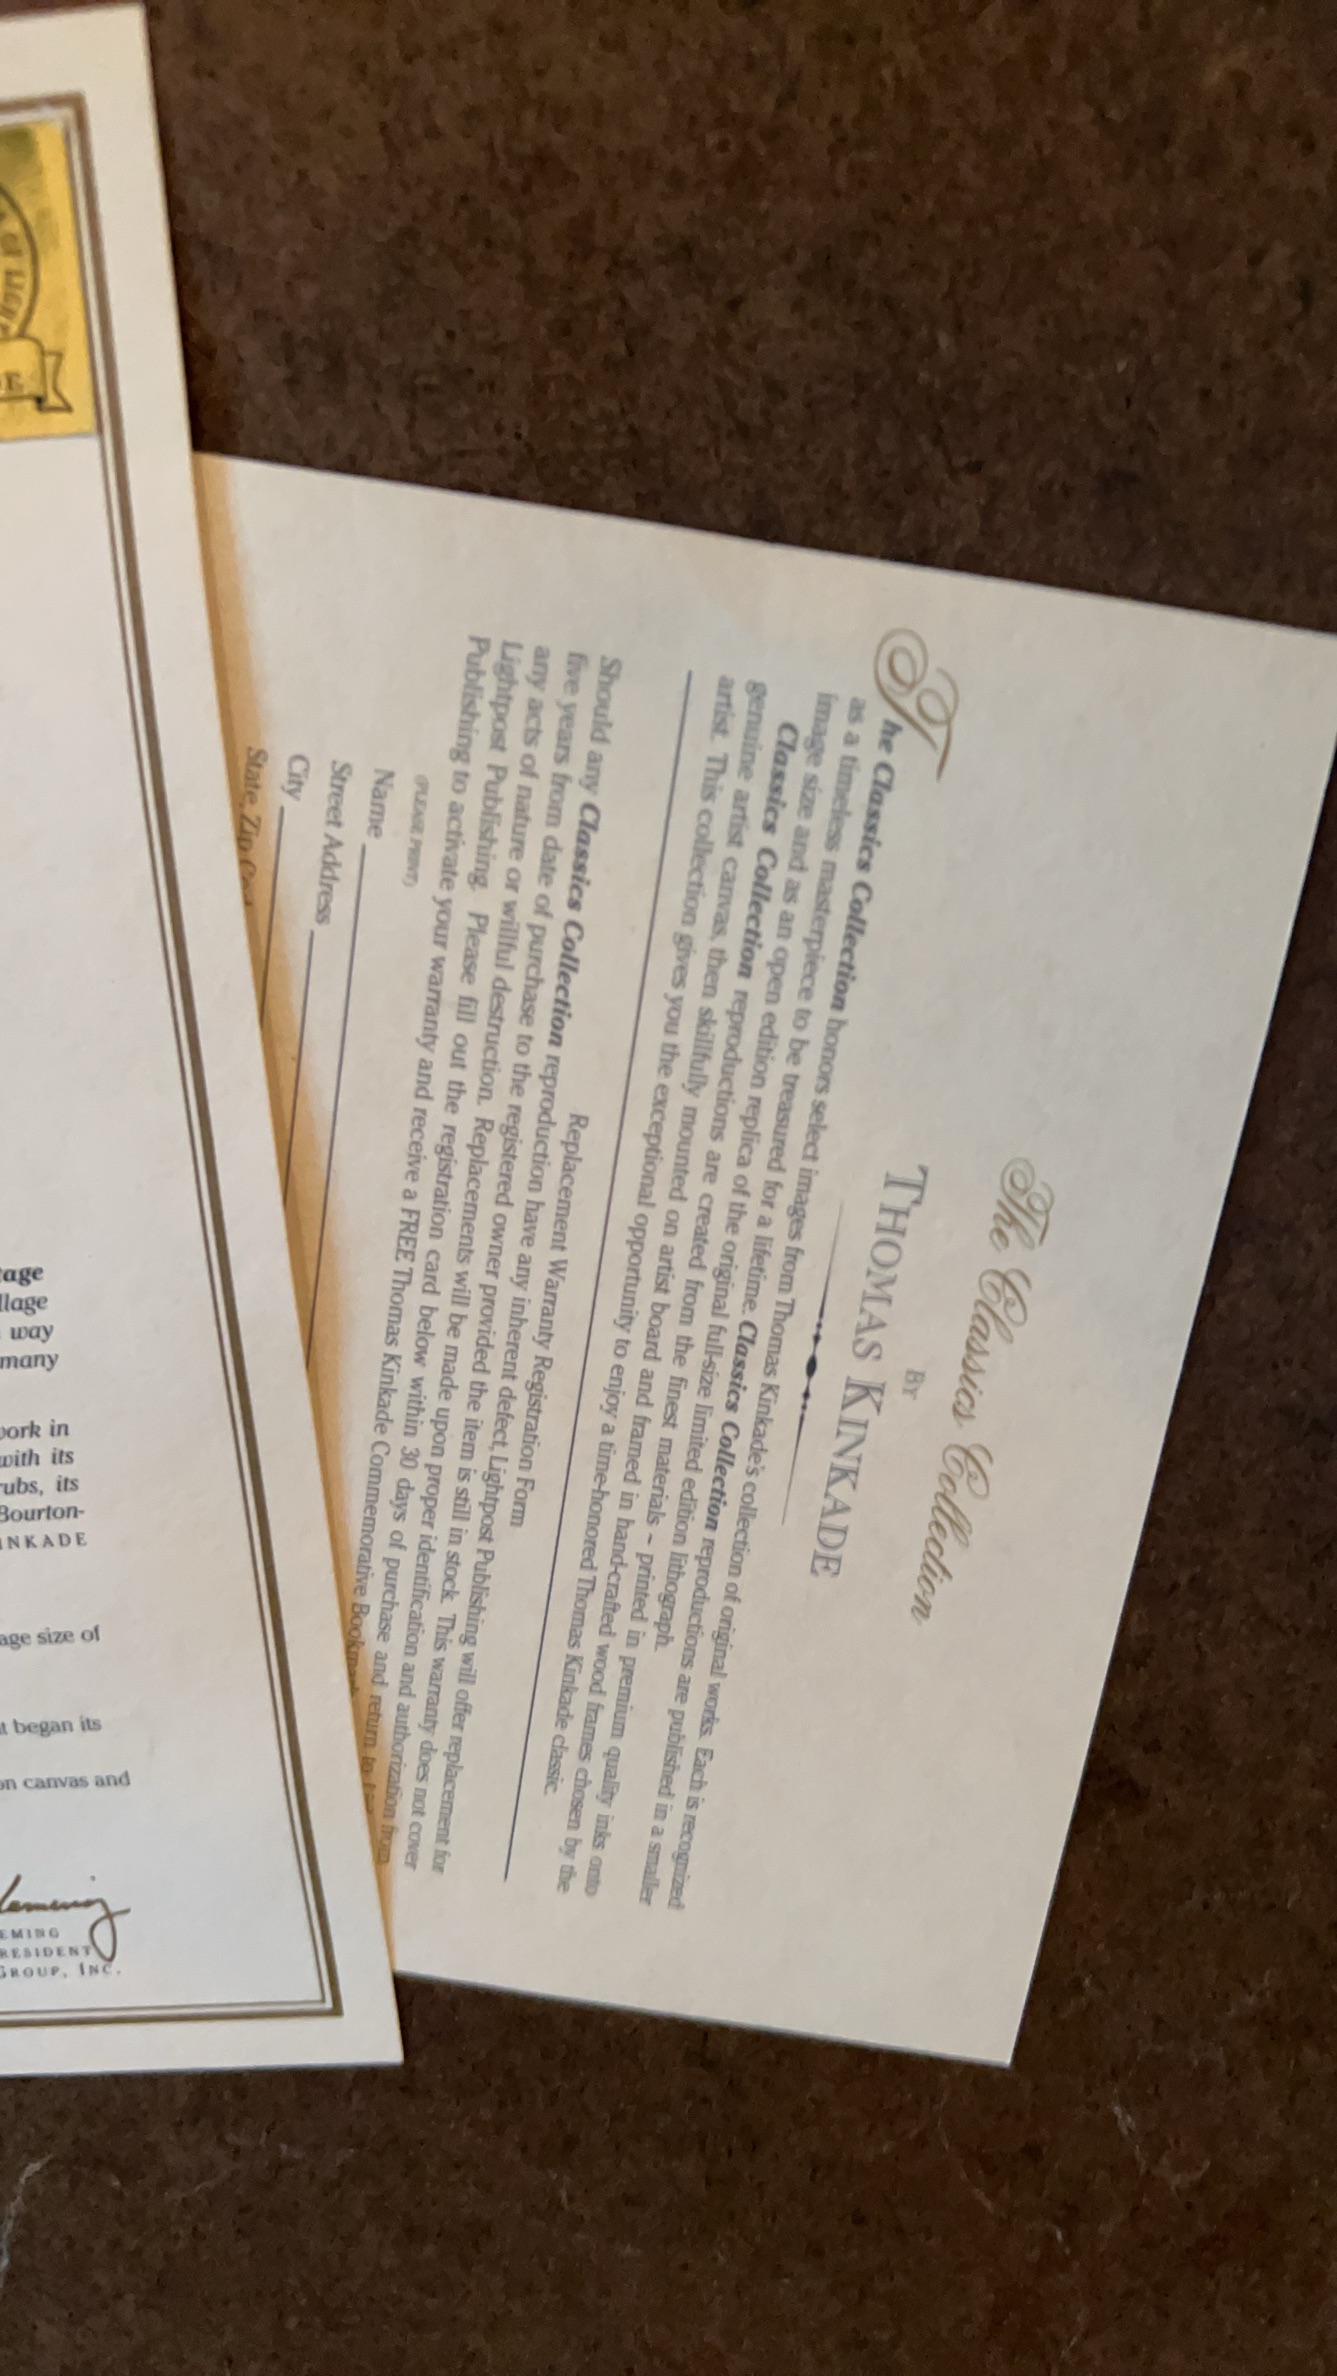 The Classics Collection
BY
THOMAS KINKADE
The Classics Collection honors select images from Thomas Kinkade's collection of original works. Each is recognized
as a timeless masterpiece to be treasured for a lifetime. Classics Collection reproductions are published in a smaller
image size and as an open edition replica of the original full-size limited edition lithograph.
Classics Collection reproductions are created from the finest materials ~ printed in premium quality inks onto
genuine artist canvas, then skillfully mounted on artist board and framed in hand-crafted wood frames chosen by the
artist. This collection gives you the exceptional opportunity to enjoy a time-honored Thomas Kinkade classic.
Replacement Warranty Registration Form
Should any Classics Collection reproduction have any inherent defect, Lightpost Publishing will offer replacement for
five years from date of purchase to the registered owner provided the item is still in stock. This warranty does not cover
any acts of nature or willful destruction. Replacements will be made upon proper identification and authorization from
Lightpost Publishing. Please fill out the registration card below within 30 days of purchase and return to
Publishing to activate your warranty and receive a FREE Thomas Kinkade Commemorative Bookmark
(PLEASE PRINT)
Name
Street Address
City
State, Zip
of LIGH
DE
tage
llage
way
many
work in
with its
rubs, its
Bourton-
INKADE
age size of
t began its
on canvas and
leming
EMING
RESIDENT
GROUP, INC.